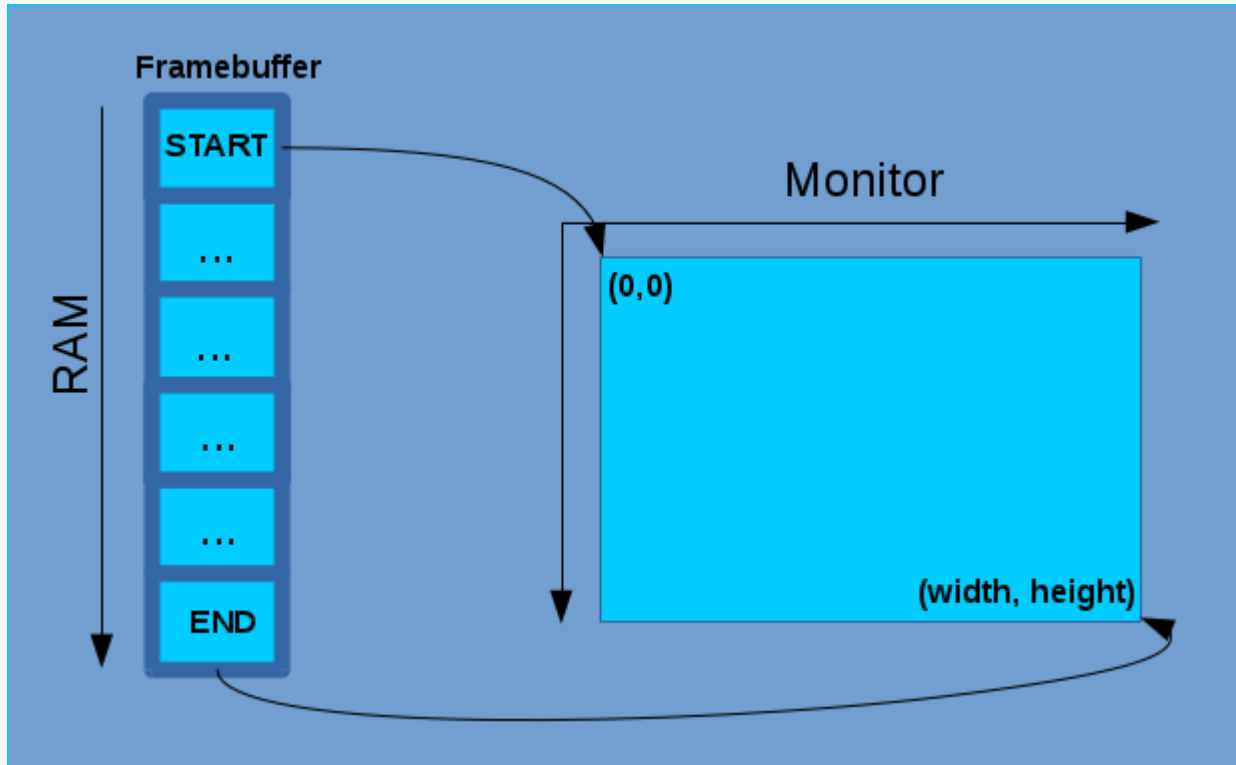 Framebuffer
START
...
...
...
...
END
RAM
Monitor
(0,0)
(width, height)